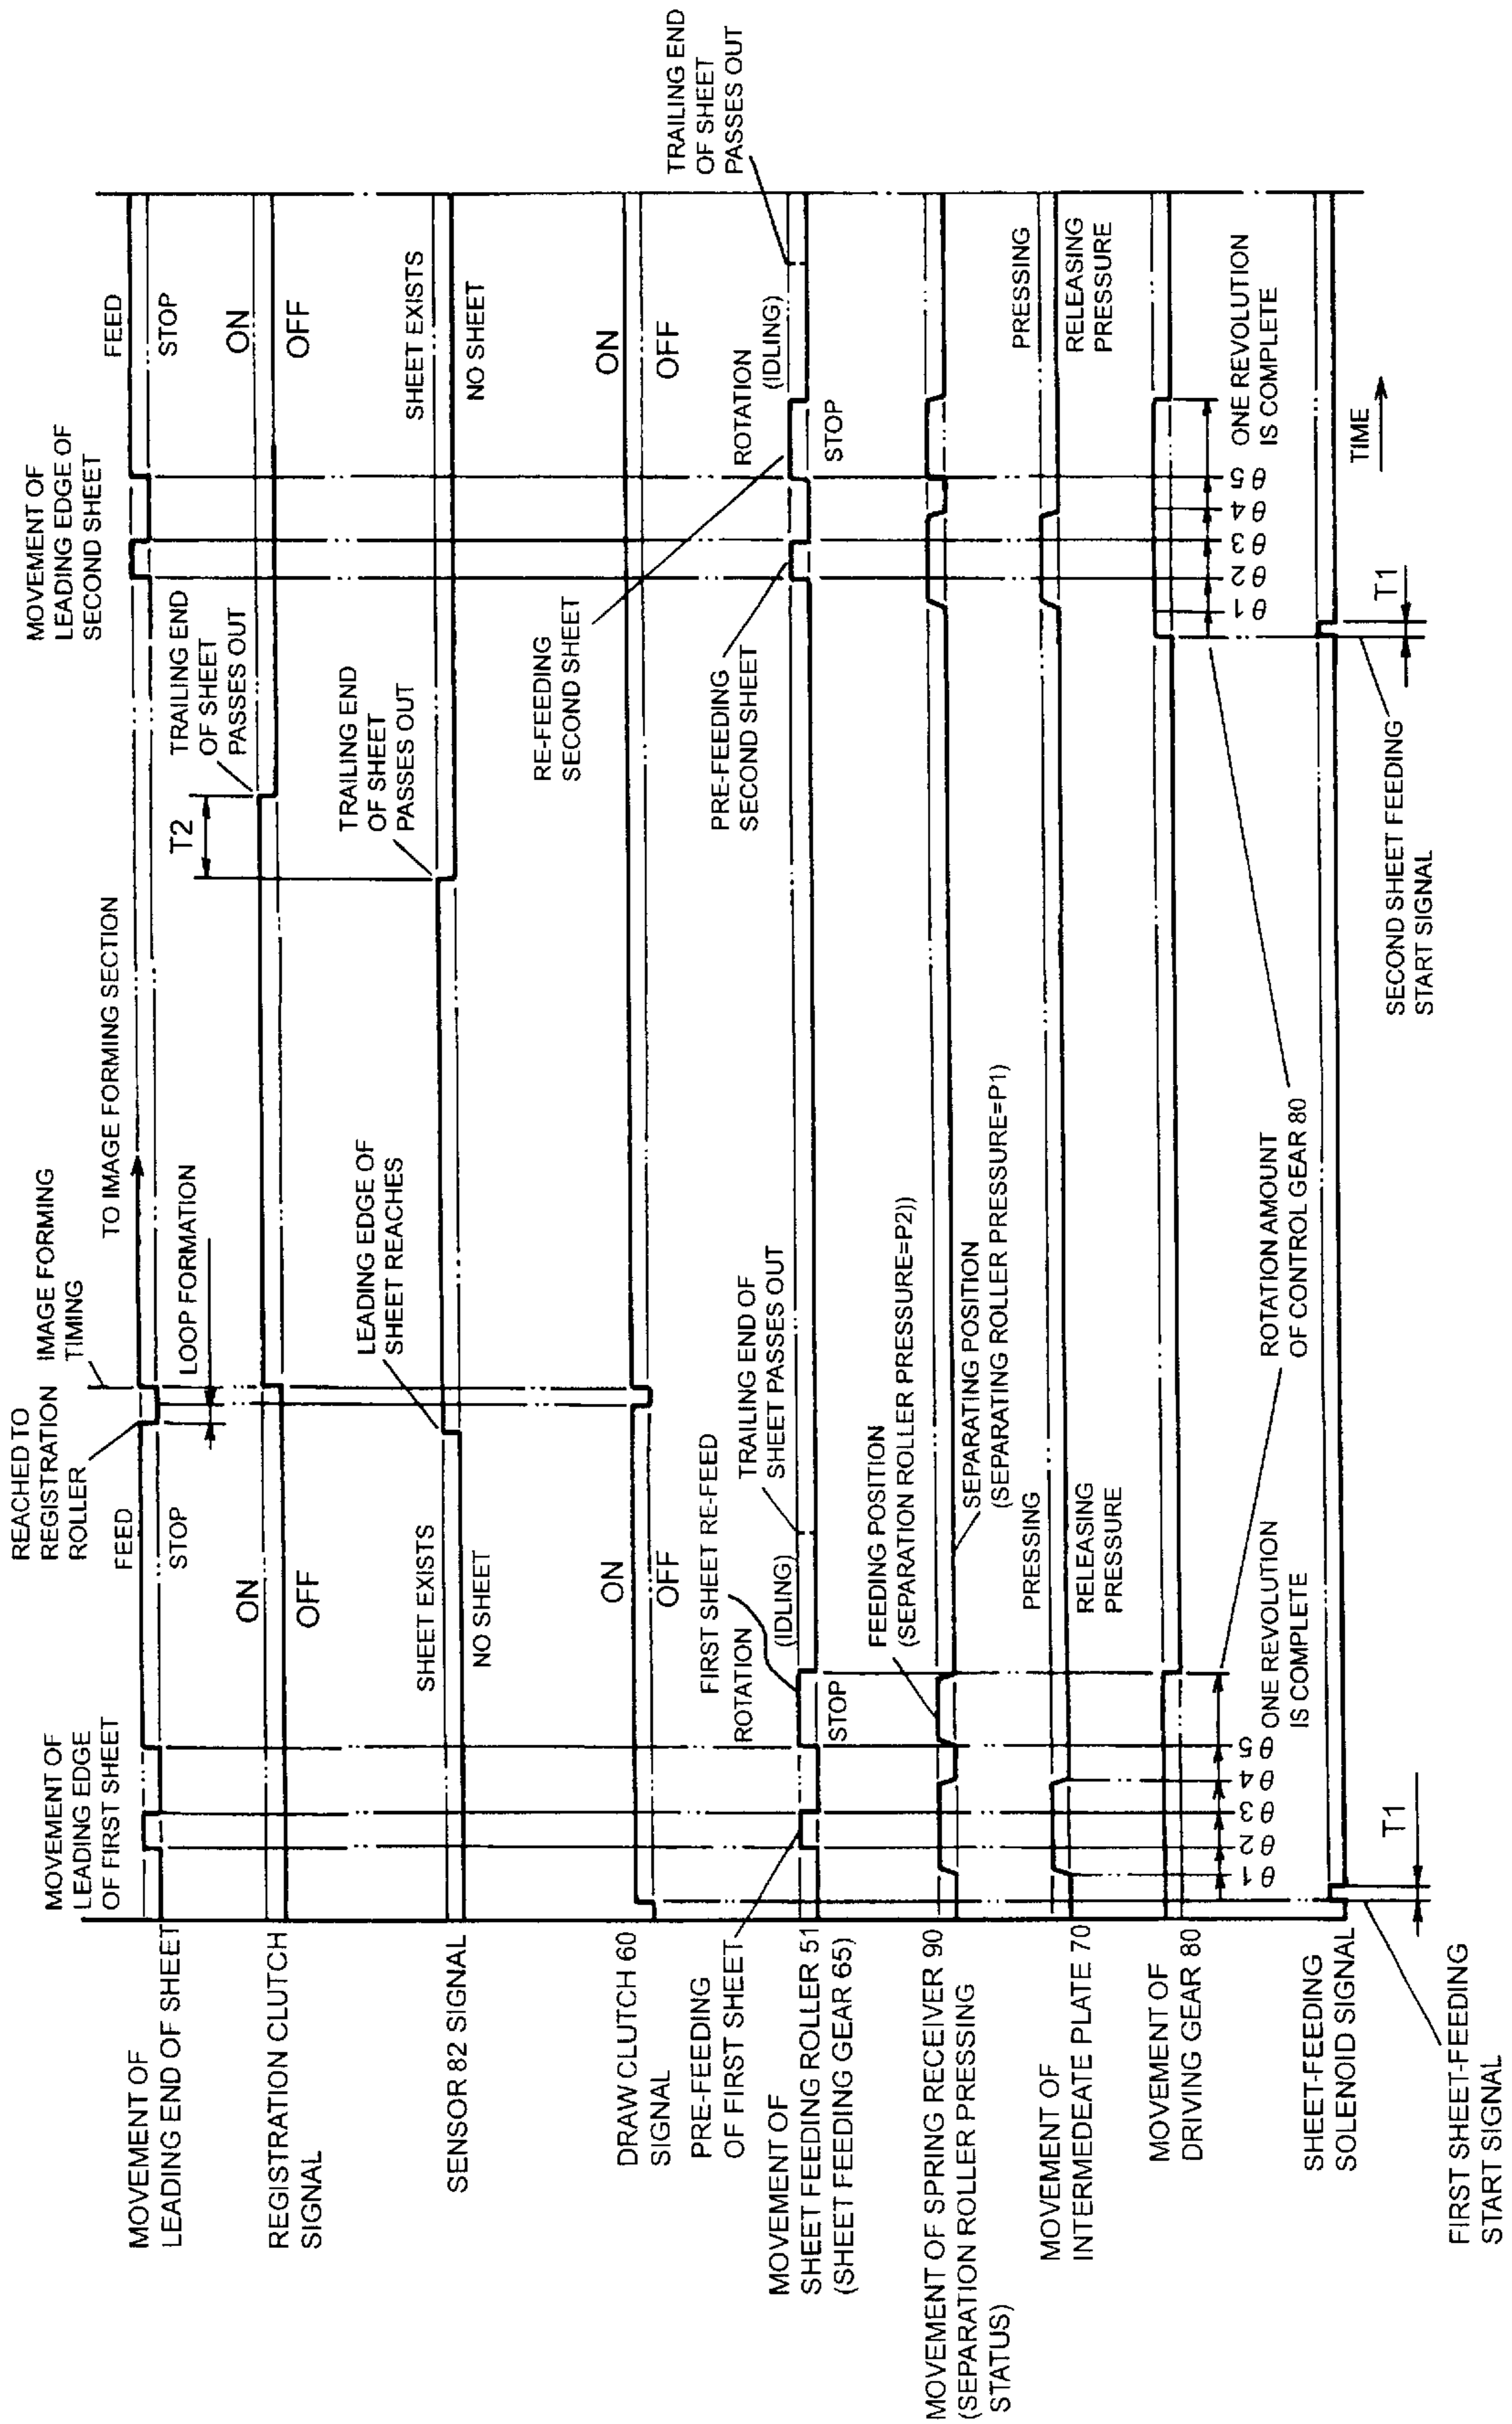 MOVEMENT OF
LEADING END OF SHEET
REGISTRATION CLUTCH
SIGNAL
SENSOR 82 SIGNAL
DRAW CLUTCH 60
SIGNAL
PRE-FEEDING
OF FIRST SHEET
MOVEMENT OF
SHEET FEEDING ROLLER 51
(SHEET FEEDING GEAR 65)
MOVEMENT OF SPRING RECEIVER 90
(SEPARATION ROLLER PRESSING
STATUS)
MOVEMENT OF
INTERMEDEATE PLATE 70
MOVEMENT OF
DRIVING GEAR 80
SHEET-FEEDING
SOLENOID SIGNAL
FIRST SHEET-FEEDING
START SIGNAL
MOVEMENT OF
LEADING EDGE
OF FIRST SHEET
FEED
STOP
REACHED TO
REGISTRATION
ROLLER
IMAGE FORMING
TIMING
LOOP FORMATION
TO IMAGE FORMING SECTION
MOVEMENT OF
LEADING EDGE OF
SECOND SHEET
FEED
STOP
ON
OFF
T2
TRAILING END
OF SHEET
PASSES OUT
ON
OFF
SHEET EXISTS
NO SHEET
LEADING EDGE OF
SHEET REACHES
TRAILING END
OF SHEET
PASSES OUT
SHEET EXISTS
NO SHEET
ON
OFF
ON
OFF
FIRST SHEET RE-FEED
ROTATION
(IDLING)
STOP
TRAILING END OF
SHEET PASSES OUT
RE-FEEDING
SECOND SHEET
PRE-FEEDING
SECOND SHEET
ROTATION
(IDLING)
STOP
TRAILING END
OF SHEET
PASSES OUT
FEEDING POSITION
(SEPARATION ROLLER PRESSURE=P2))
SEPARATING POSITION
(SEPARATING ROLLER PRESSURE=P1)
PRESSING
RELEASING
PRESSURE
PRESSING
RELEASING
PRESSURE
θ1
θ2
θ3
θ4
θ5
ONE REVOLUTION
IS COMPLETE
ROTATION AMOUNT
OF CONTROL GEAR 80
θ1
θ2
θ3
θ4
θ5
ONE REVOLUTION
IS COMPLETE
T1
SECOND SHEET FEEDING
START SIGNAL
T1
TIME